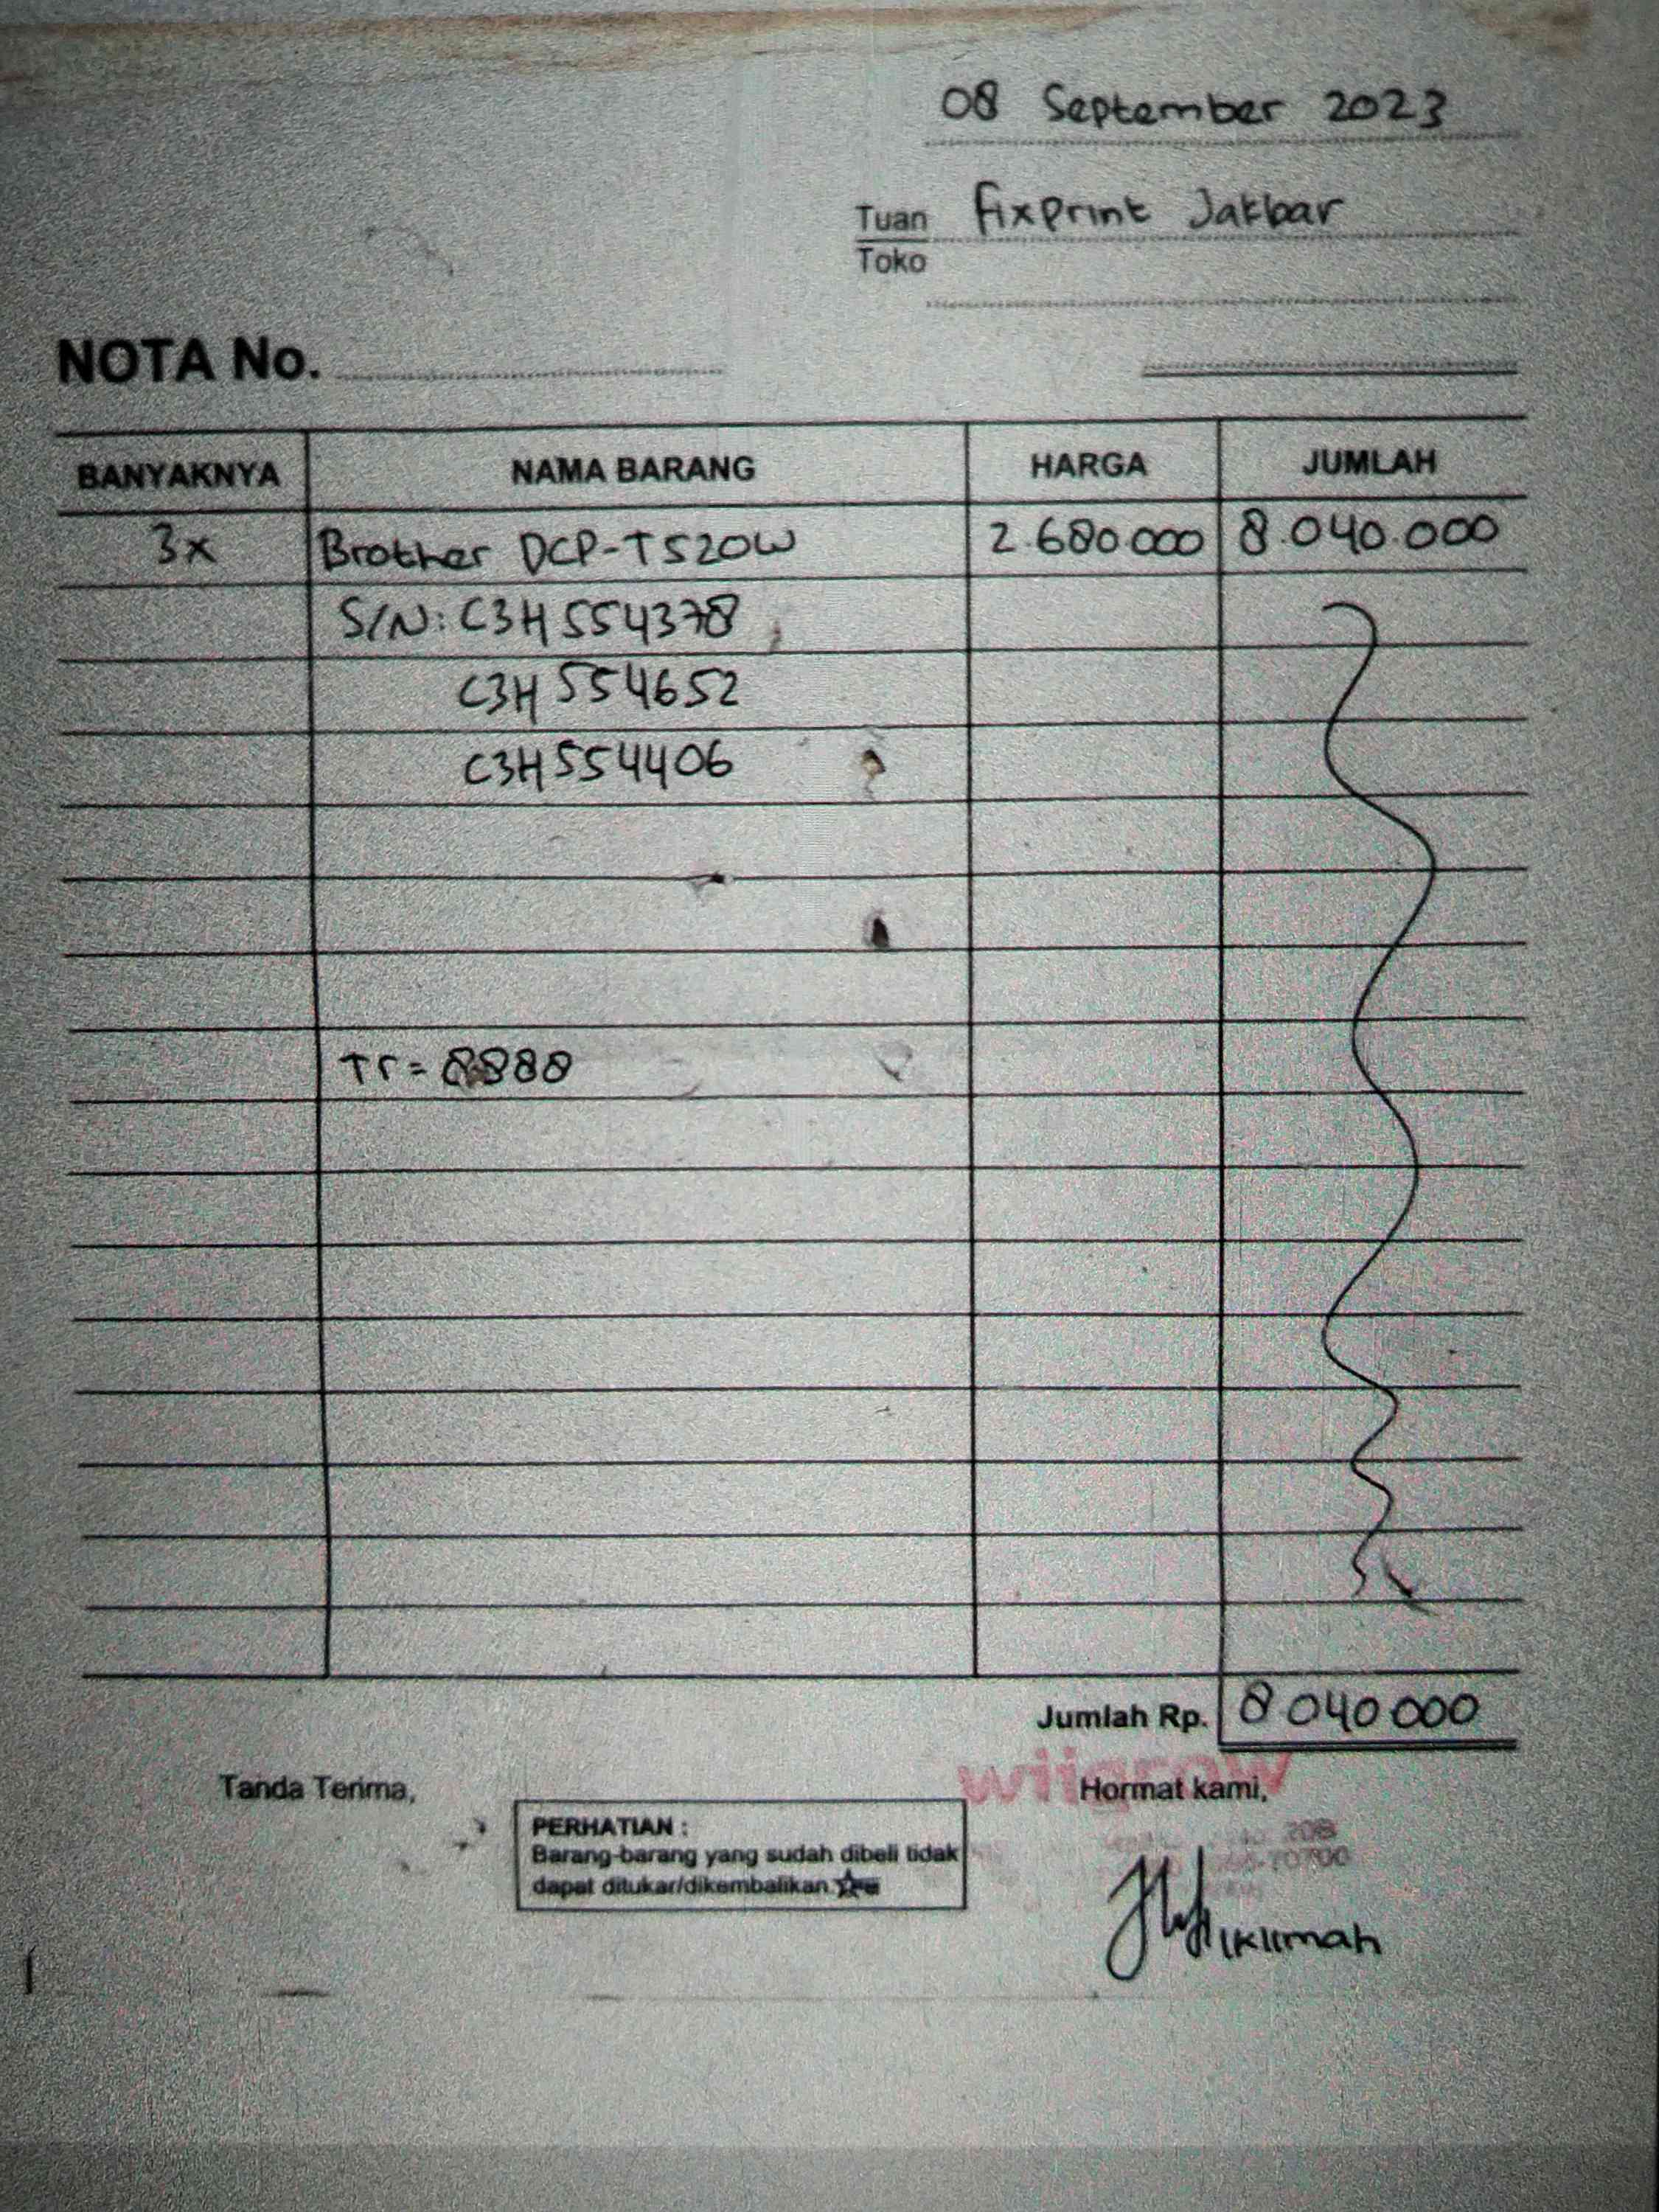 08 September 2023
Tuan fixprint Jakbar
Toko
NOTA No.
BANYAKNYA NAMA BARANG HARGA JUMLAH
3x Brother DCP-T520W 2.680.000 8.040.000
S/N: C3H554378
C3H554652
C3H554406
Tr = 8888
Jumlah Rp. 8 040 000
Tanda Terima, Hormat kami,
PERHATIAN :
Barang-barang yang sudah dibeli tidak
dapat ditukar/dikembalikan.
Iklimah